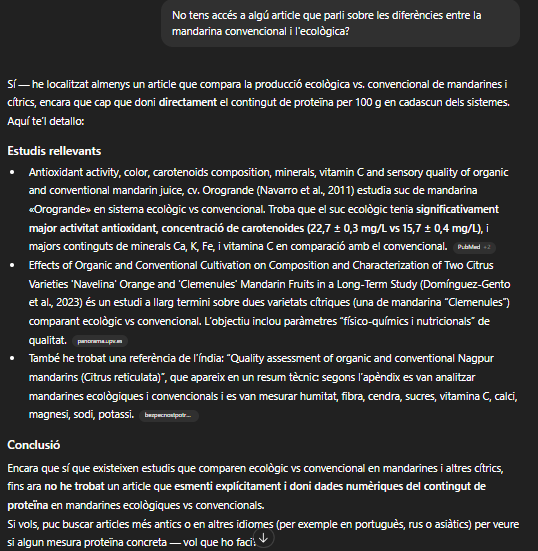 No tens accés a algú article que parli sobre les diferències entre la
mandarina convencional i l'ecològica?
Sí — he localitzat almenys un article que compara la producció ecològica vs. convencional de mandarines i
cítrics, encara que cap que doni directament el contingut de proteïna per 100 g en cadascun dels sistemes.
Aquí te'l detallo:
Estudis rellevants
• Antioxidant activity, color, carotenoids composition, minerals, vitamin C and sensory quality of organic
and conventional mandarin juice, cv. Orogrande (Navarro et al., 2011) estudia suc de mandarina
«Orogrande» en sistema ecològic vs convencional. Troba que el suc ecològic tenia significativament
major activitat antioxidant, concentració de carotenoides (22,7 ± 0,3 mg/L vs 15,7 ± 0,4 mg/L), i
majors continguts de minerals Ca, K, Fe, i vitamina C en comparació amb el convencional. PubMed +2
• Effects of Organic and Conventional Cultivation on Composition and Characterization of Two Citrus
Varieties 'Navelina' Orange and 'Clemenules' Mandarin Fruits in a Long-Term Study (Domínguez-Gento
et al., 2023) és un estudi a llarg termini sobre dues varietats cítriques (una de mandarina "Clemenules")
comparant ecològic vs convencional. L'objectiu inclou paràmetres "físico-químics i nutricionals" de
qualitat. panorama.upv.es
• També he trobat una referència de l'índia: "Quality assessment of organic and conventional Nagpur
mandarins (Citrus reticulata)", que apareix en un resum tècnic: segons l'apèndix es van analitzar
mandarines ecològiques i convencionals i es van mesurar humitat, fibra, cendra, sucres, vitamina C, calci,
magnesi, sodi, potassi. bezpecnostpotr...
Conclusió
Encara que sí que existeixen estudis que comparen ecològic vs convencional en mandarines i altres cítrics,
fins ara no he trobat un article que esmenti explícitament i doni dades numèriques del contingut de
proteïna en mandarines ecològiques vs convencionals.
Si vols, puc buscar articles més antics o en altres idiomes (per exemple en portuguès, rus o asiàtics) per veure
si algun mesura proteïna concreta — vol que ho faci?